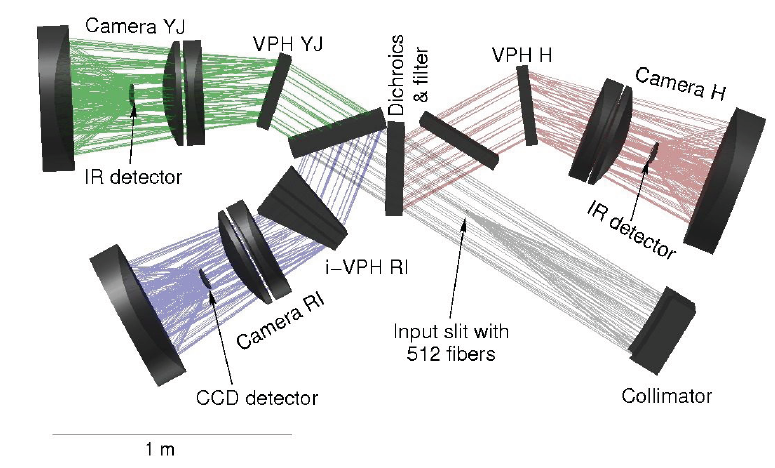 Camera YJ
VPH YJ
Dichroics
& filter
VPH H
Camera H
IR detector
IR detector
i-VPH RI
Camera RI
Input slit with
512 fibers
CCD detector
Collimator
1 m